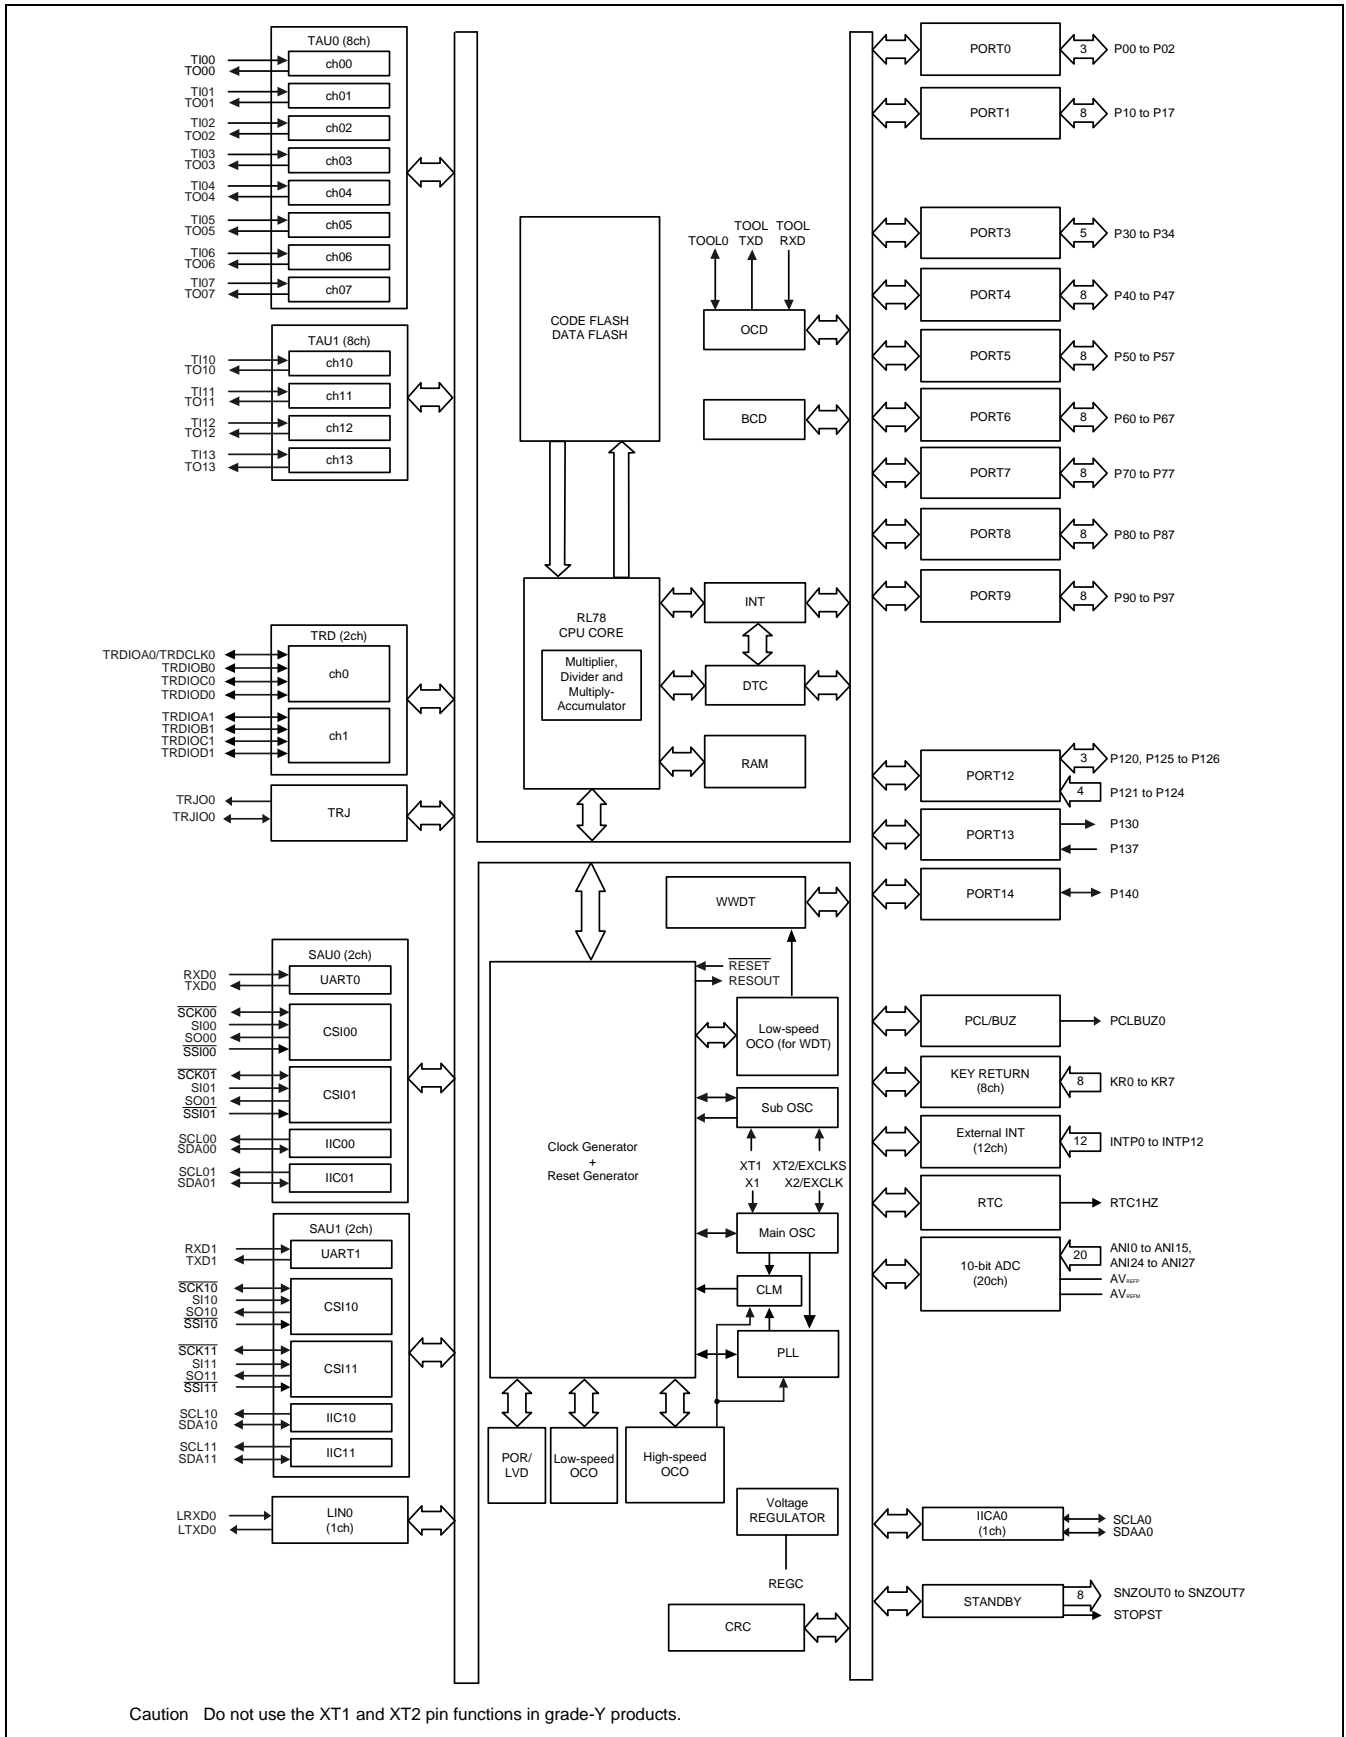 TAU0 (8ch)
TI00
TO00
ch00
TI01
TO01
ch01
TI02
TO02
ch02
TI03
TO03
ch03
TI04
TO04
ch04
TI05
TO05
ch05
TI06
TO06
ch06
TI07
TO07
ch07
TAU1 (8ch)
TI10
TO10
ch10
TI11
TO11
ch11
TI12
TO12
ch12
TI13
TO13
ch13
TRD (2ch)
TRDIOA0/TRDCLK0
TRDIOB0
TRDIOC0
TRDIOD0
ch0
TRDIOA1
TRDIOB1
TRDIOC1
TRDIOD1
ch1
TRJO0
TRJIO0
TRJ
SAU0 (2ch)
RXD0
TXD0
UART0
SCK00
SI00
SO00
SSI00
CSI00
SCK01
SI01
SO01
SSI01
CSI01
SCL00
SDA00
IIC00
SCL01
SDA01
IIC01
SAU1 (2ch)
RXD1
TXD1
UART1
SCK10
SI10
SO10
SSI10
CSI10
SCK11
SI11
SO11
SSI11
CSI11
SCL10
SDA10
IIC10
SCL11
SDA11
IIC11
LRXD0
LTXD0
LIN0
(1ch)
CODE FLASH
DATA FLASH
TOOL0
TOOL
TXD
TOOL
RXD
OCD
BCD
RL78
CPU CORE
Multiplier,
Divider and
Multiply-
Accumulator
INT
DTC
RAM
WWDT
RESET
RESOUT
Clock Generator
+
Reset Generator
Low-speed
OCO (for WDT)
Sub OSC
XT1 XT2/EXCLKS
X1 X2/EXCLK
Main OSC
CLM
PLL
POR/
LVD
Low-speed
OCO
High-speed
OCO
Voltage
REGULATOR
REGC
CRC
PORT0
3
P00 to P02
PORT1
8
P10 to P17
PORT3
5
P30 to P34
PORT4
8
P40 to P47
PORT5
8
P50 to P57
PORT6
8
P60 to P67
PORT7
8
P70 to P77
PORT8
8
P80 to P87
PORT9
8
P90 to P97
PORT12
3
P120, P125 to P126
4
P121 to P124
PORT13
P130
P137
PORT14
P140
PCL/BUZ
PCLBUZ0
KEY RETURN
(8ch)
8
KR0 to KR7
External INT
(12ch)
12
INTP0 to INTP12
RTC
RTC1HZ
10-bit ADC
(20ch)
20
ANI0 to ANI15,
ANI24 to ANI27
AVREFP
AVREFM
IICA0
(1ch)
SCLA0
SDAA0
STANDBY
8
SNZOUT0 to SNZOUT7
STOPST
Caution Do not use the XT1 and XT2 pin functions in grade-Y products.